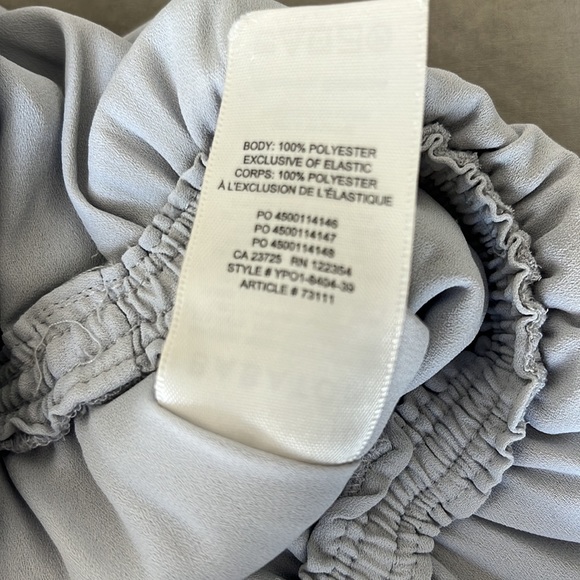 BODY: 100% POLYESTER
EXCLUSIVE OF ELASTIC
CORPS: 100% POLYESTER
À L'EXCLUSION DE L'ÉLASTIQUE
PO 4500114146
PO 4500114147
PO 4500114148
CA 23725 RN 122354
STYLE # YPO1-8404-39
ARTICLE # 73111